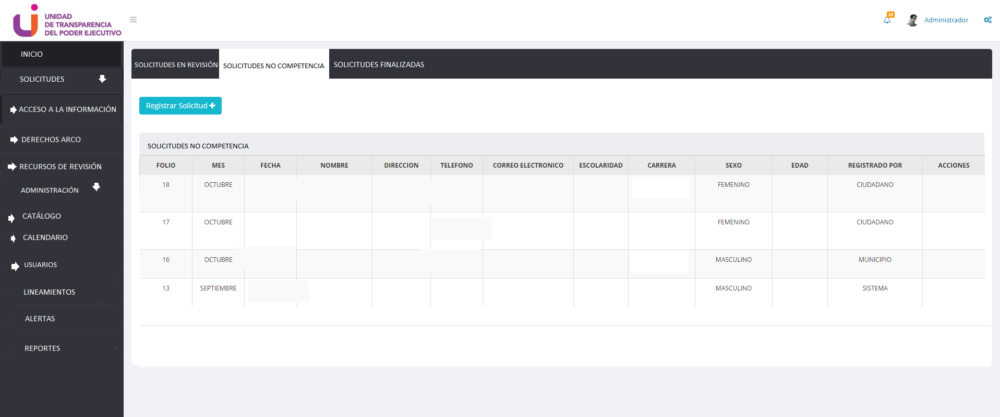 UNIDAD
DE TRANSPARENCIA
DEL PODER EJECUTIVO
10
Administrador
INICIO
SOLICITUDES
ACCESO A LA INFORMACIÓN
DERECHOS ARCO
RECURSOS DE REVISIÓN
ADMINISTRACIÓN
CATÁLOGO
CALENDARIO
USUARIOS
LINEAMIENTOS
ALERTAS
REPORTES
SOLICITUDES EN REVISIÓN SOLICITUDES NO COMPETENCIA SOLICITUDES FINALIZADAS
Registrar Solicitud +
SOLICITUDES NO COMPETENCIA
FOLIO MES FECHA NOMBRE DIRECCION TELEFONO CORREO ELECTRONICO ESCOLARIDAD CARRERA SEXO EDAD REGISTRADO POR ACCIONES
18 OCTUBRE FEMENINO CIUDADANO
17 OCTUBRE FEMENINO CIUDADANO
16 OCTUBRE MASCULINO MUNICIPIO
13 SEPTIEMBRE MASCULINO SISTEMA